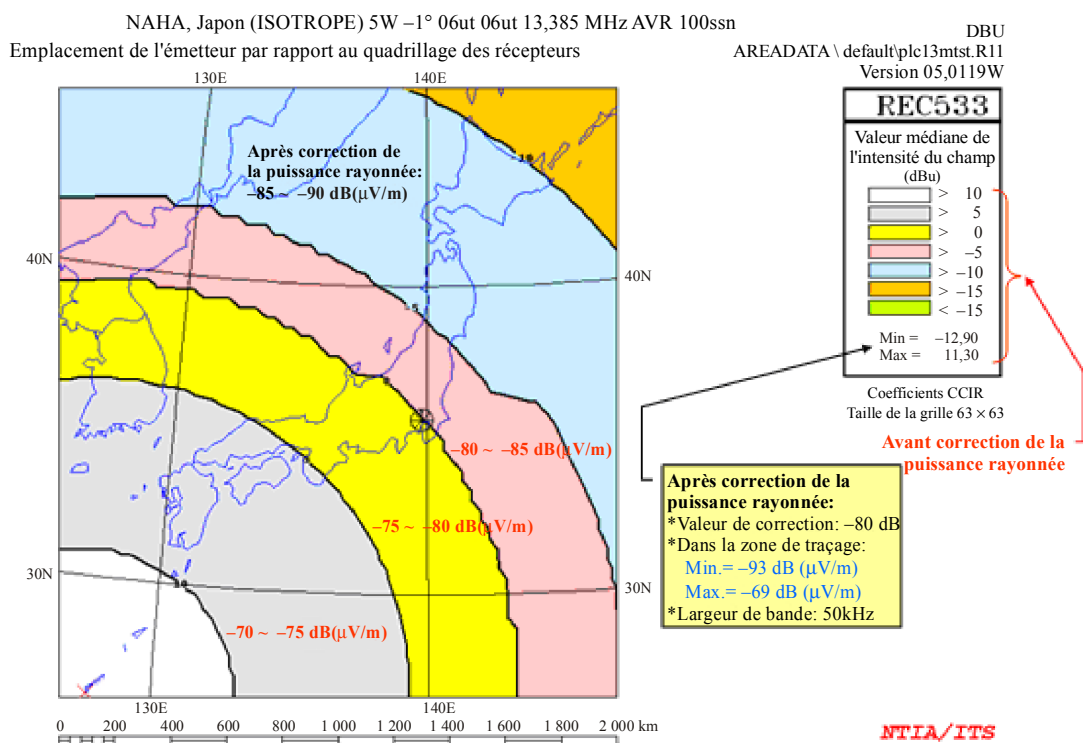 NAHA, Japon (ISOTROPE) 5W –1° 06ut 06ut 13,385 MHz AVR 100ssn
Emplacement de l'émetteur par rapport au quadrillage des récepteurs
DBU
AREADATA \ default\plc13mtst.R11
Version 05,0119W
130E
140E
REC533
Valeur médiane de
l'intensité du champ
(dBu)
> 10
> 5
> 0
> –5
> –10
> –15
< –15
Min = –12,90
Max = 11,30
Coefficients CCIR
Taille de la grille 63 × 63
Avant correction de la
puissance rayonnée
Après correction de
la puissance rayonnée:
–85 ~ –90 dB(µV/m)
40N
40N
–80 ~ –85 dB(µV/m)
–75 ~ –80 dB(µV/m)
–70 ~ –75 dB(µV/m)
30N
30N
Après correction de la
puissance rayonnée:
*Valeur de correction: –80 dB
*Dans la zone de traçage:
Min.= –93 dB (µV/m)
Max.= –69 dB (µV/m)
*Largeur de bande: 50kHz
130E
140E
0 200 400 600 800 1 000 1 200 1 400 1 600 1 800 2 000 km
NTIA/ITS